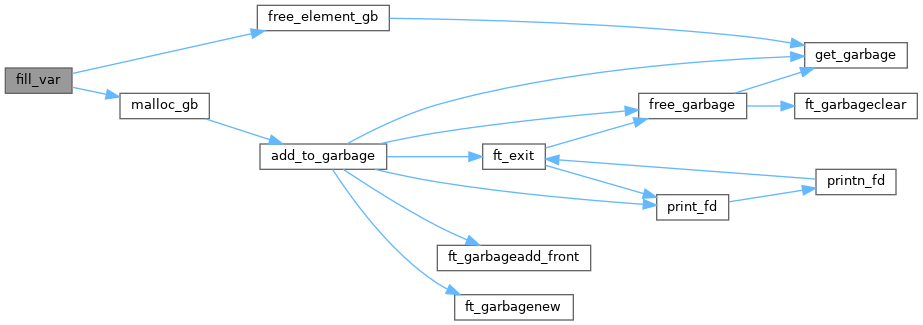 fill_var
free_element_gb
malloc_gb
add_to_garbage
get_garbage
free_garbage
ft_garbageclear
ft_exit
printn_fd
print_fd
ft_garbageadd_front
ft_garbagenew